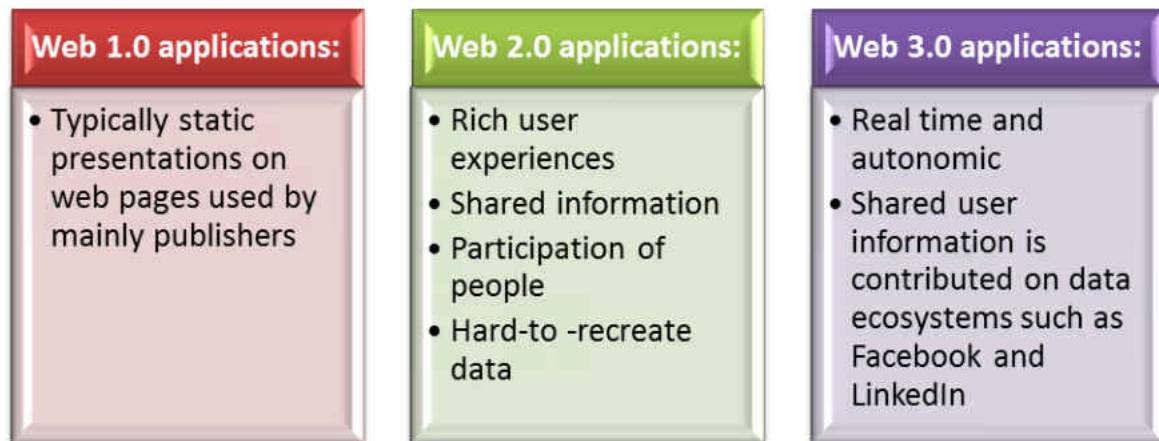 Web 1.0 applications:
• Typically static
presentations on
web pages used by
mainly publishers
Web 2.0 applications:
• Rich user
experiences
• Shared information
• Participation of
people
• Hard-to -recreate
data
Web 3.0 applications:
• Real time and
autonomic
• Shared user
information is
contributed on data
ecosystems such as
Facebook and
LinkedIn